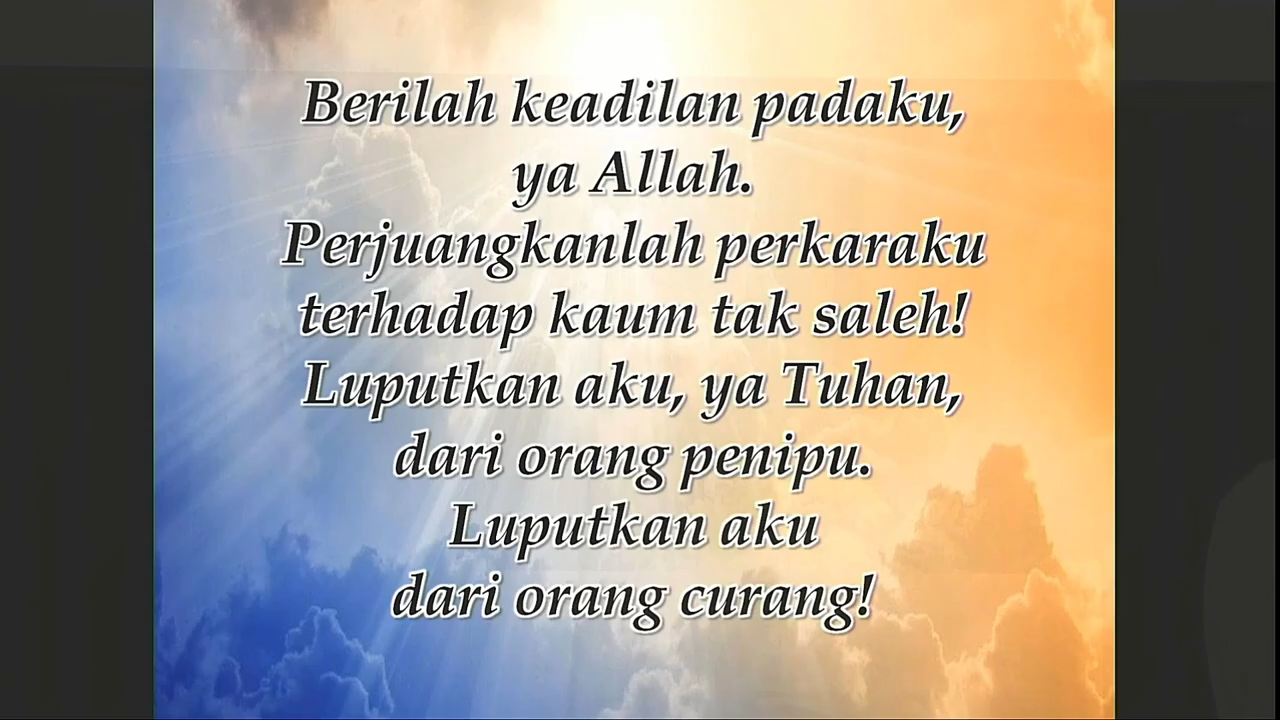 Berilah keadilan padaku,
ya Allah.
Perjuangkanlah perkaraku
terhadap kaum tak saleh!
Luputkan aku, ya Tuhan,
dari orang penipu.
Luputkan aku
dari orang curang!